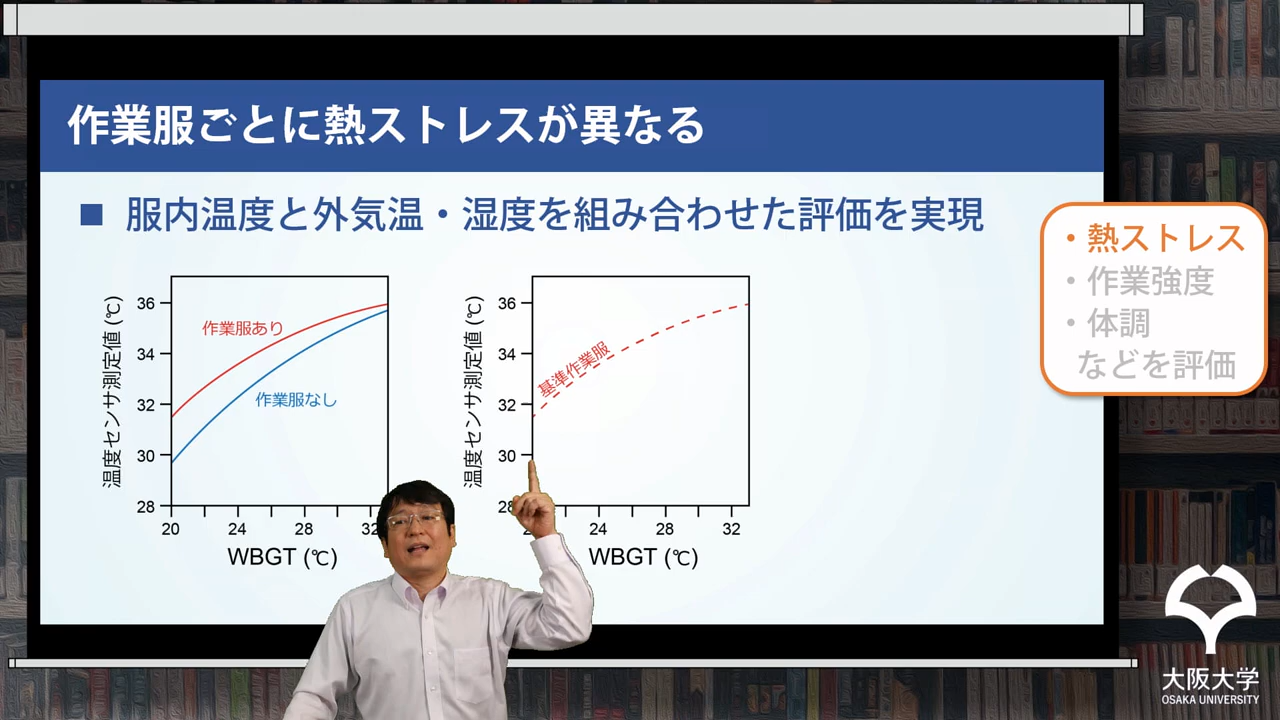 作業服ごとに熱ストレスが異なる
■ 服内温度と外気温・湿度を組み合わせた評価を実現
・熱ストレス
・作業強度
・体調
などを評価
温度センサ測定値 (℃)
36
34
32
30
28
作業服あり
作業服なし
20 24 28 32
WBGT (℃)
温度センサ測定値 (℃)
36
34
32
30
28
基準作業服
24 28 32
WBGT (℃)
大阪大学
OSAKA UNIVERSITY